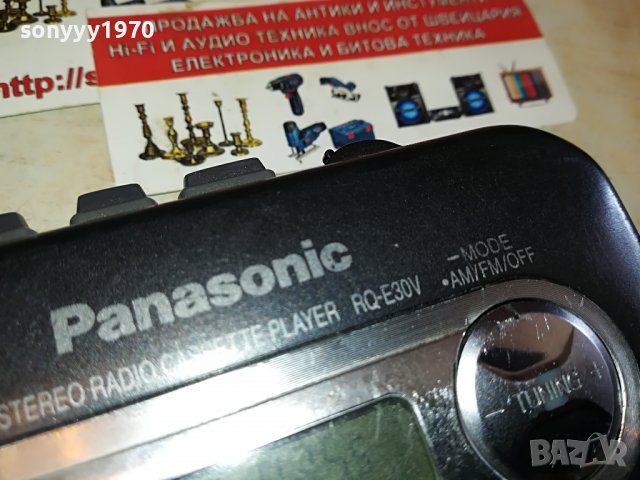 sonyyy1970
ПРОДАЖБА НА АНТИКИ И ИНСТРУМЕНТИ
Hi-Fi И АУДИО ТЕХНИКА ВНОС ОТ ШВЕЙЦАРИЯ
ЕЛЕКТРОНИКА И БИТОВА ТЕХНИКА
http://s
Panasonic
STEREO RADIO CASSETTE PLAYER RQ-E30V
−MODE
•AM/FM/OFF
− TUNING +
BAZAR